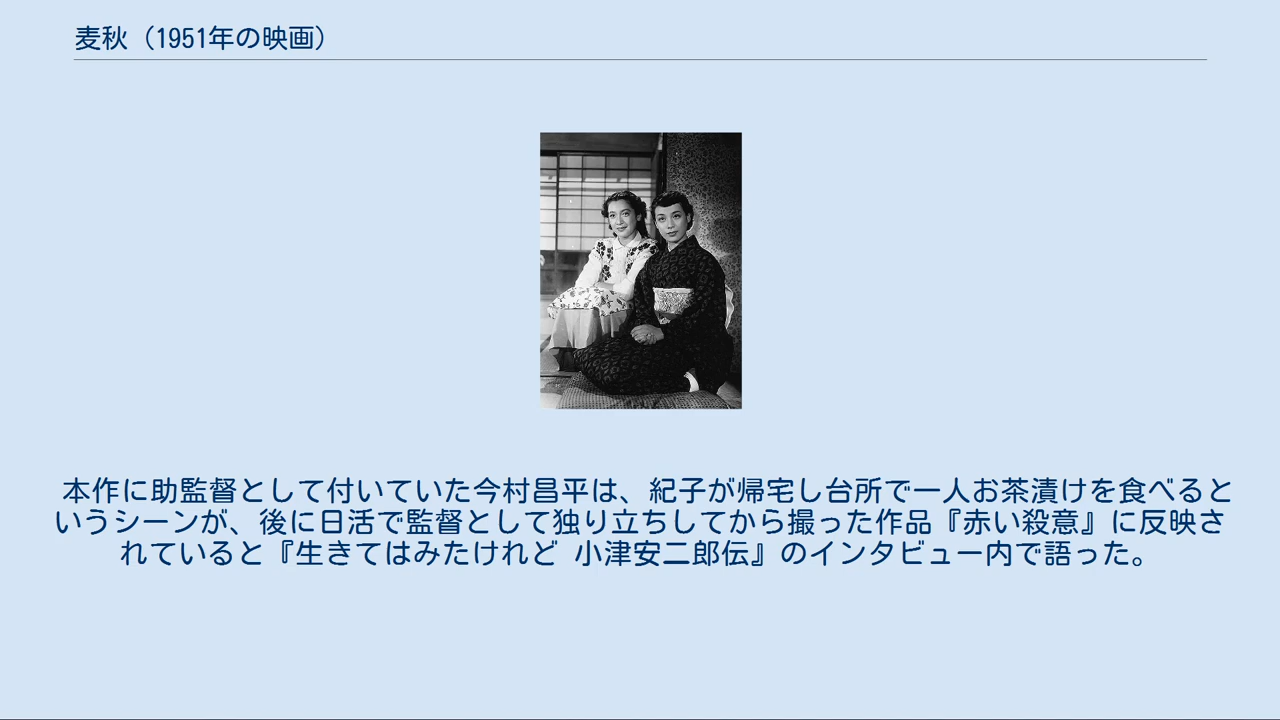 麦秋（1951年の映画）
本作に助監督として付いていた今村昌平は、紀子が帰宅し台所で一人お茶漬けを食べると
いうシーンが、後に日活で監督として独り立ちしてから撮った作品『赤い殺意』に反映さ
れていると『生きてはみたけれど 小津安二郎伝』のインタビュー内で語った。